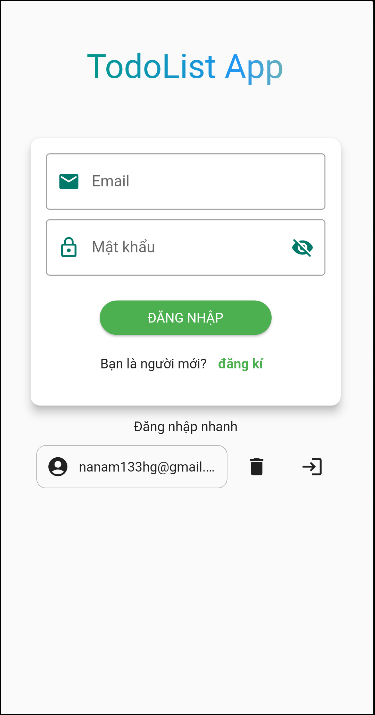 TodoList App
Email
Mật khẩu
ĐĂNG NHẬP
Bạn là người mới? đăng kí
Đăng nhập nhanh
nanam133hg@gmail....